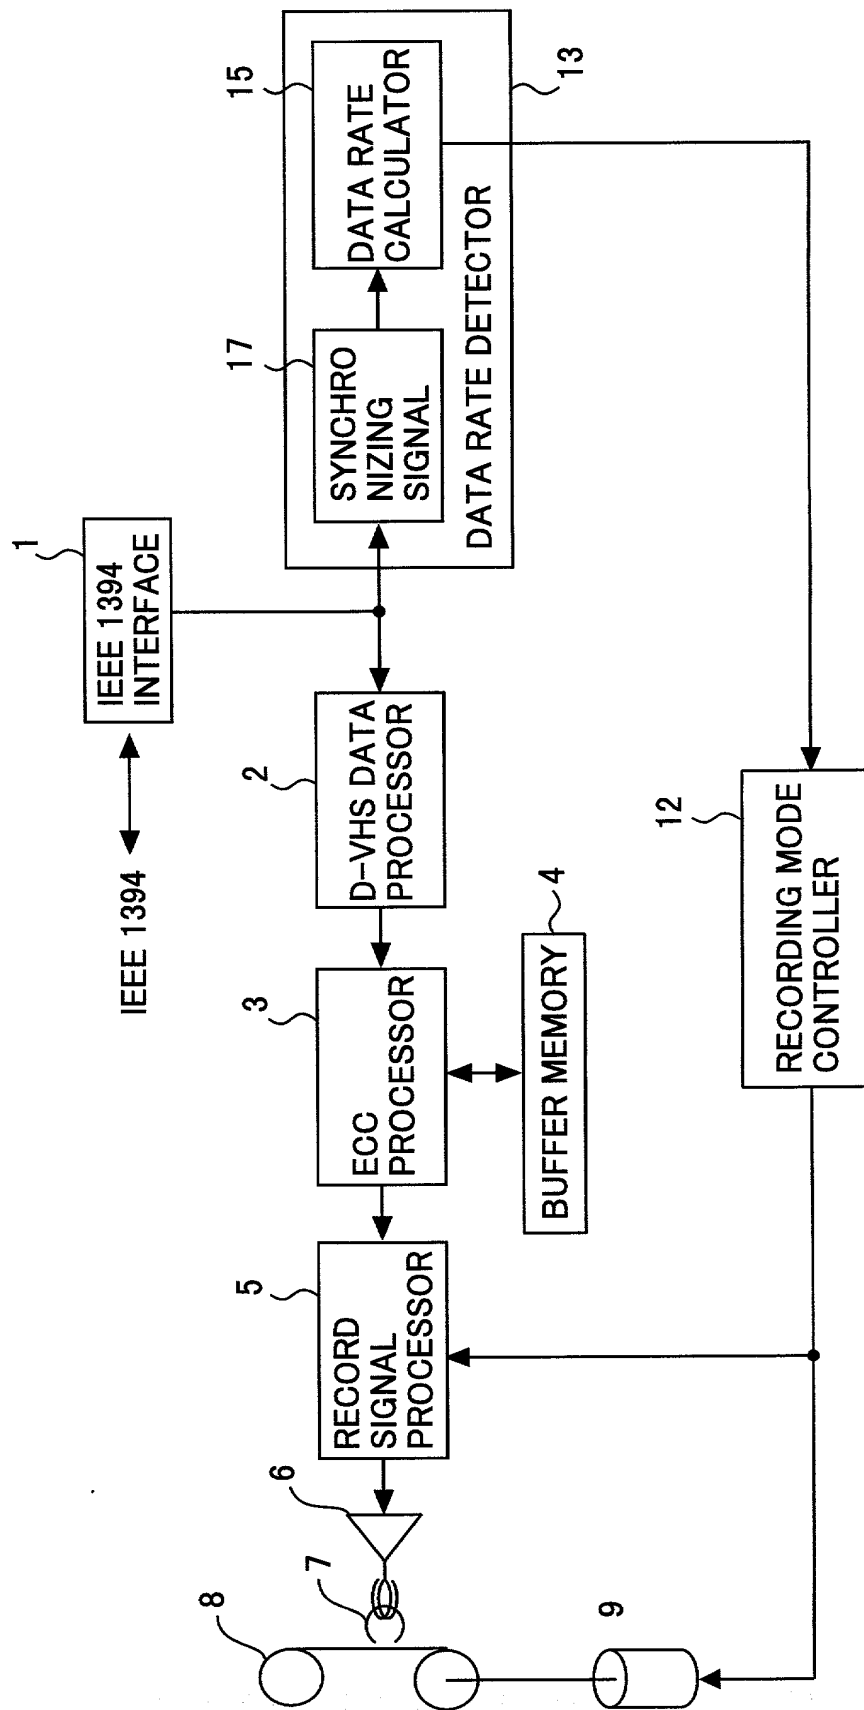 IEEE 1394
1
IEEE 1394
INTERFACE
8
7
6
5
RECORD
SIGNAL
PROCESSOR
3
ECC
PROCESSOR
2
D-VHS DATA
PROCESSOR
17
SYNCHRO
NIZING
SIGNAL
15
DATA RATE
CALCULATOR
13
DATA RATE DETECTOR
4
BUFFER MEMORY
9
12
RECORDING MODE
CONTROLLER